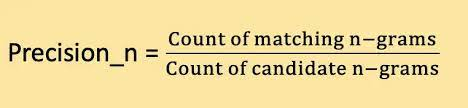 Precision_n = Count of matching n−grams
Count of candidate n−grams